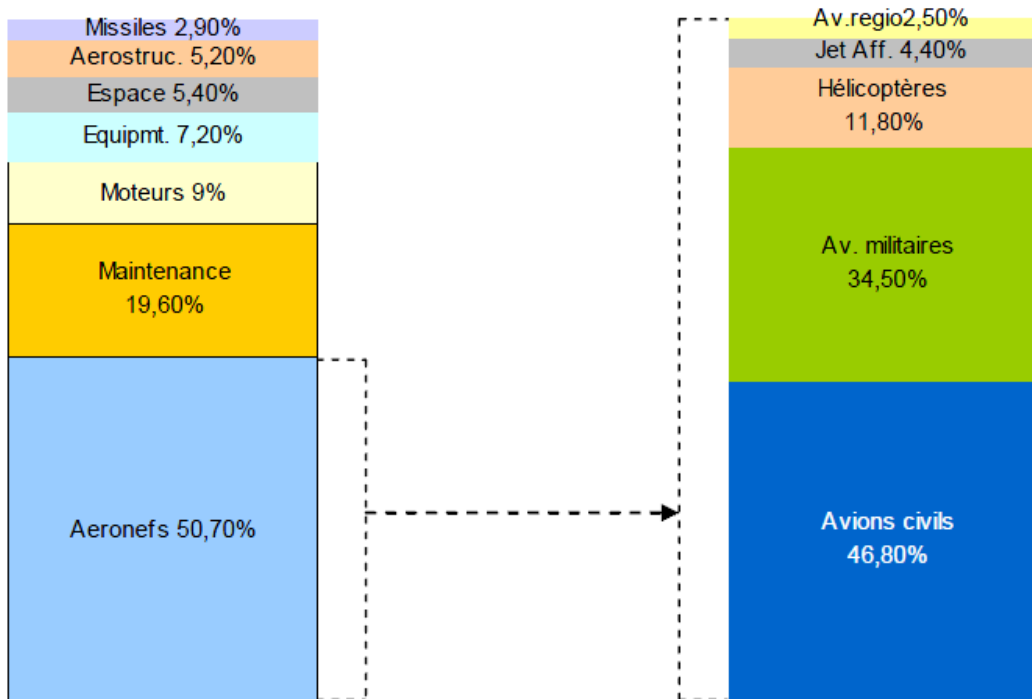 Missiles 2,90%
Aerostruc. 5,20%
Espace 5,40%
Equipmt. 7,20%
Moteurs 9%
Maintenance
19,60%
Aeronefs 50,70%
Av.regio2,50%
Jet Aff. 4,40%
Hélicoptères
11,80%
Av. militaires
34,50%
Avions civils
46,80%